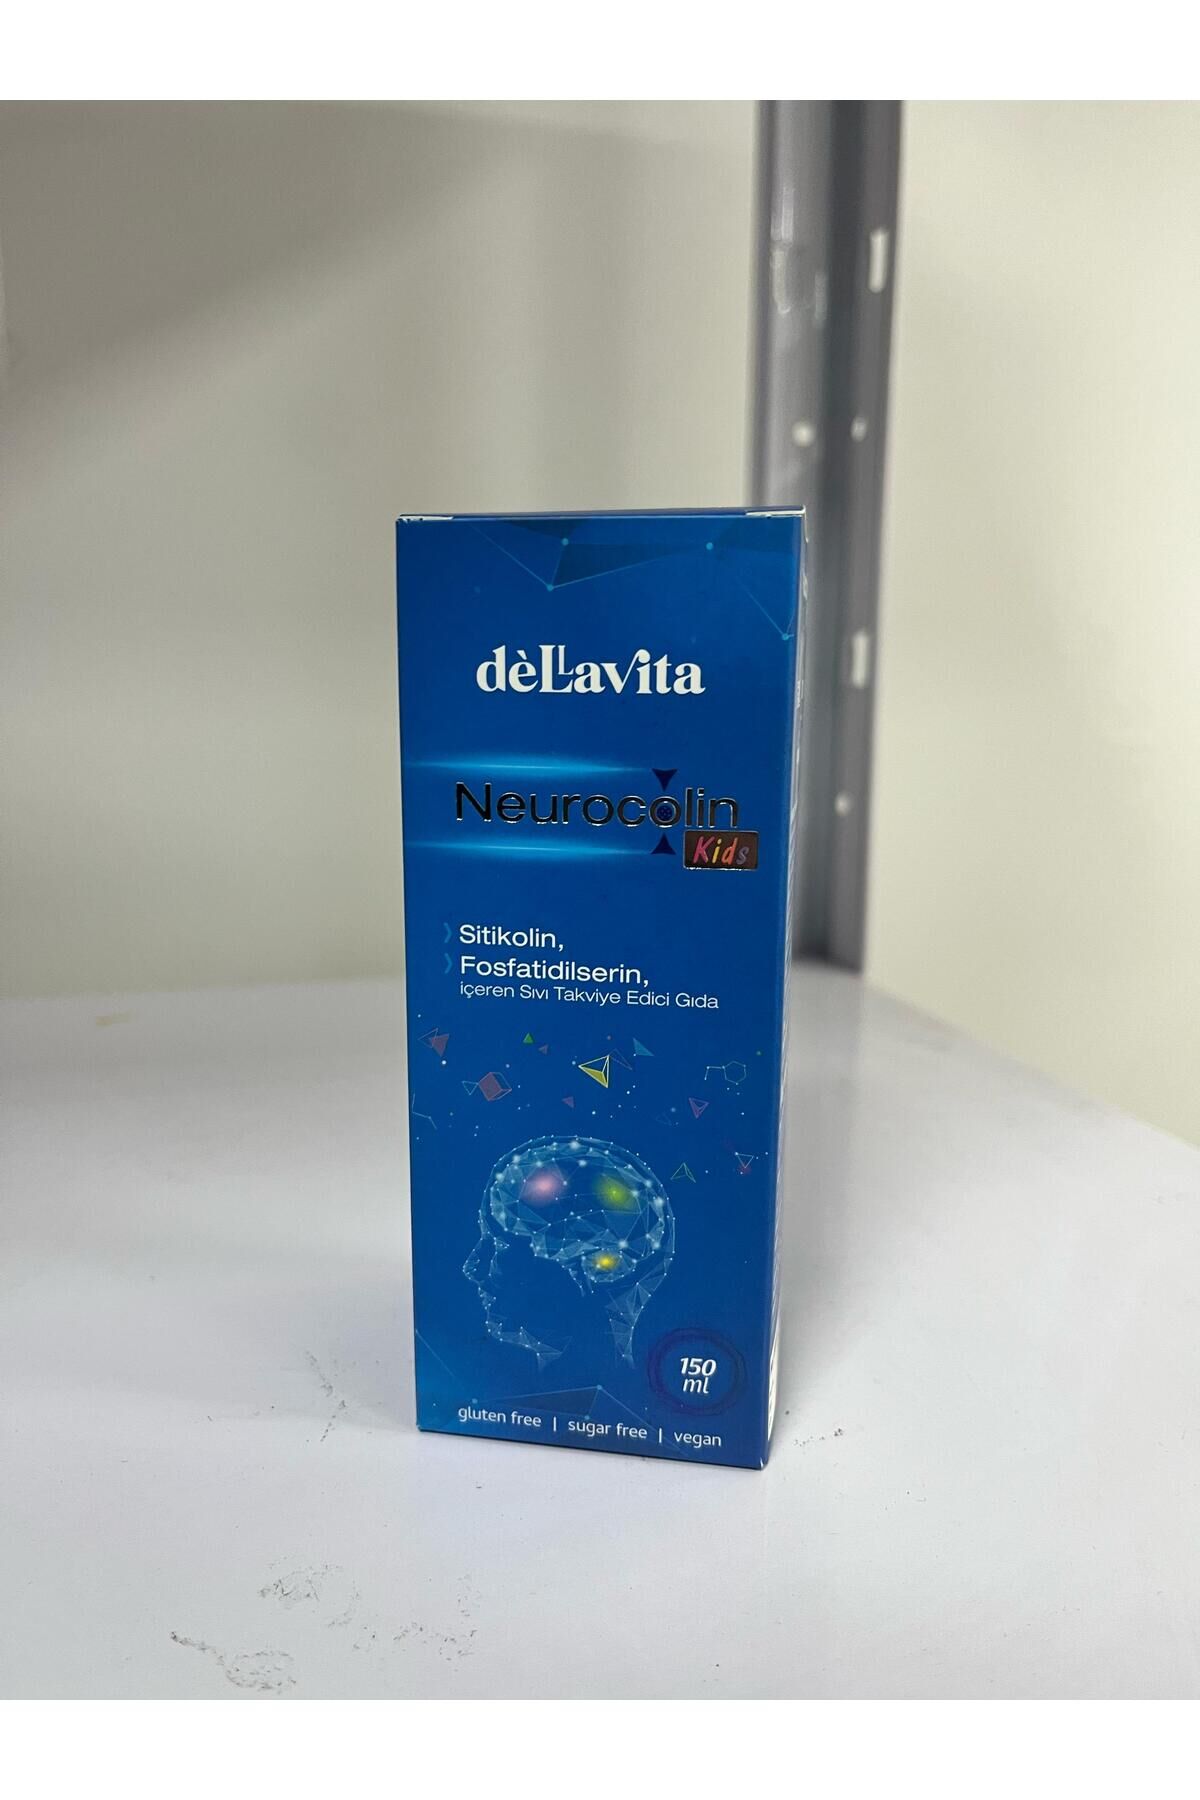 dèLLavita
Neurocolin
Kids
Sitikolin,
Fosfatidilserin,
içeren Sıvı Takviye Edici Gıda
150
ml
gluten free | sugar free | vegan